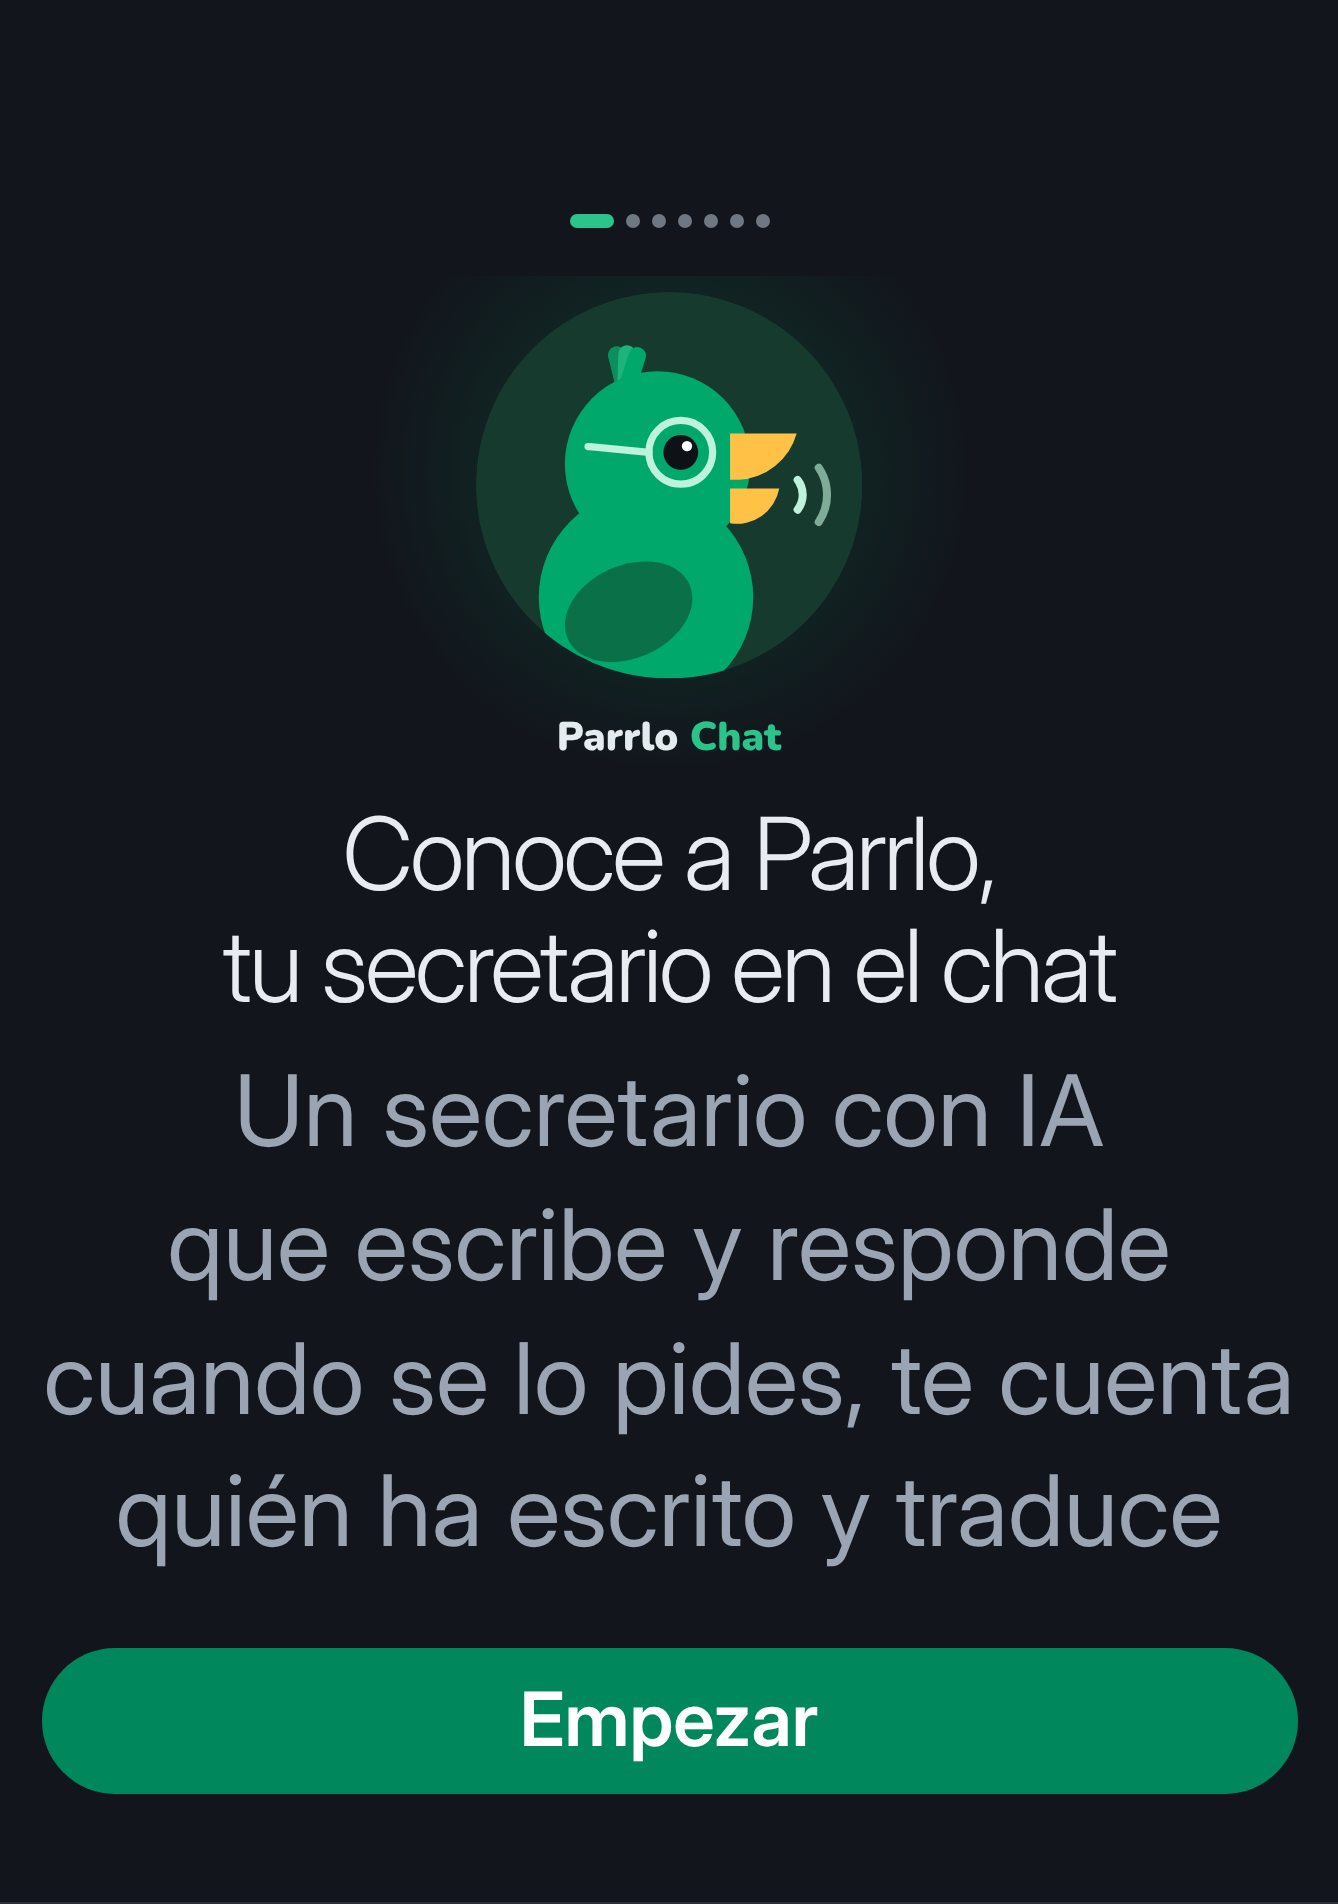 Parrlo Chat
Conoce a Parrlo,
tu secretario en el chat
Un secretario con IA
que escribe y responde
cuando se lo pides, te cuenta
quién ha escrito y traduce
Empezar